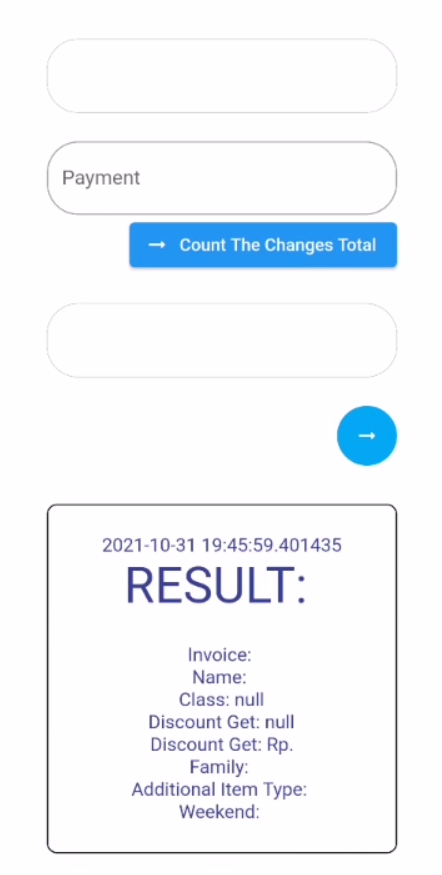 Payment
→ Count The Changes Total
→
2021-10-31 19:45:59.401435
RESULT:
Invoice:
Name:
Class: null
Discount Get: null
Discount Get: Rp.
Family:
Additional Item Type:
Weekend: